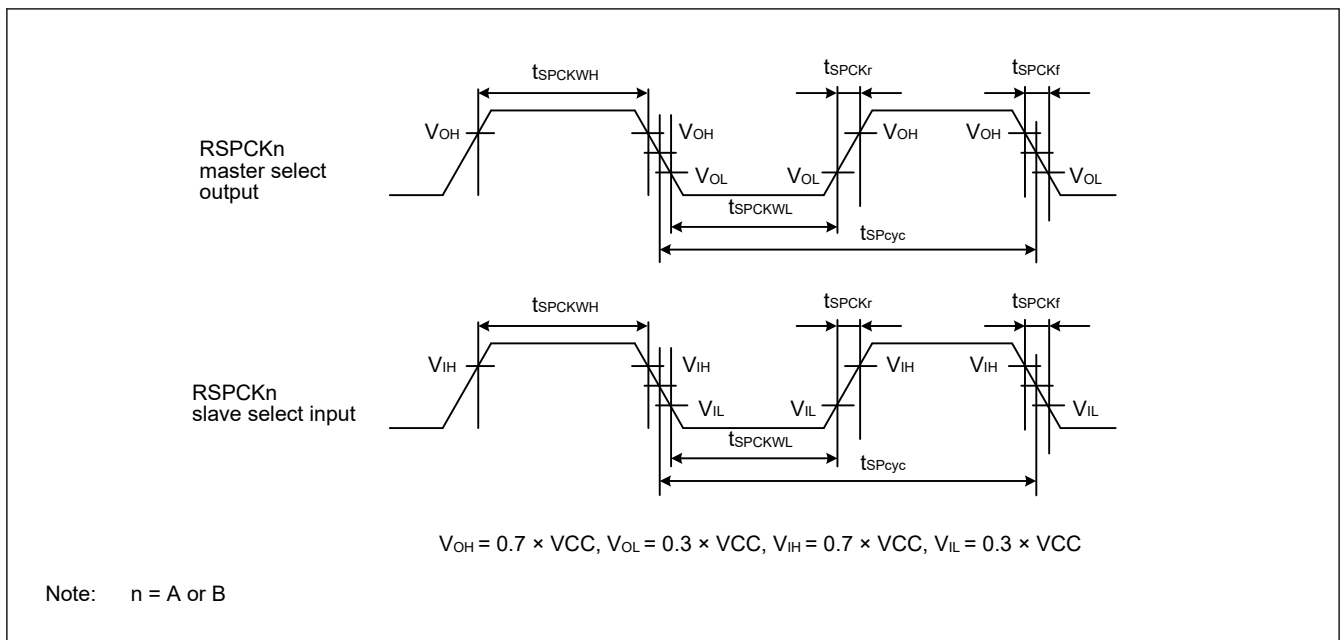 tSPCKWH
tSPCKr
tSPCKf
VOH
VOH
VOH
VOH
RSPCKn
master select
output
VOL
VOL
VOL
tSPCKWL
tSPcyc
tSPCKWH
tSPCKr
tSPCKf
VIH
VIH
VIH
VIH
RSPCKn
slave select input
VIL
VIL
VIL
tSPCKWL
tSPcyc
VOH = 0.7 × VCC, VOL = 0.3 × VCC, VIH = 0.7 × VCC, VIL = 0.3 × VCC
Note: n = A or B